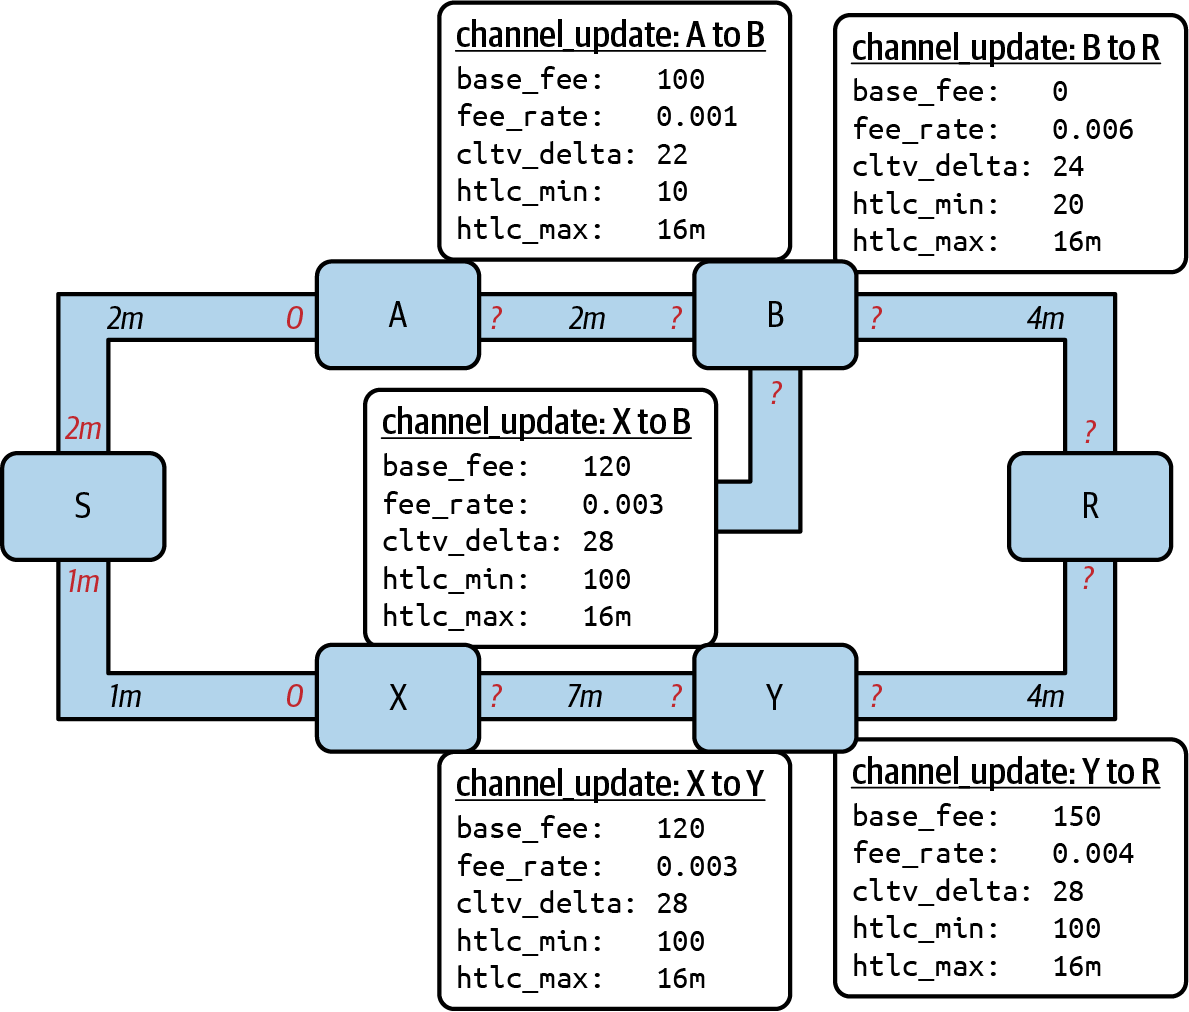 channel_update: A to B
base_fee: 100
fee_rate: 0.001
cltv_delta: 22
htlc_min: 10
htlc_max: 16m
channel_update: B to R
base_fee: 0
fee_rate: 0.006
cltv_delta: 24
htlc_min: 20
htlc_max: 16m
2m 0 A ? 2m ? B ? 4m
?
2m
?
channel_update: X to B
base_fee: 120
fee_rate: 0.003
cltv_delta: 28
htlc_min: 100
htlc_max: 16m
S
R
1m
?
1m 0 X ? 7m ? Y ? 4m
channel_update: X to Y
base_fee: 120
fee_rate: 0.003
cltv_delta: 28
htlc_min: 100
htlc_max: 16m
channel_update: Y to R
base_fee: 150
fee_rate: 0.004
cltv_delta: 28
htlc_min: 100
htlc_max: 16m